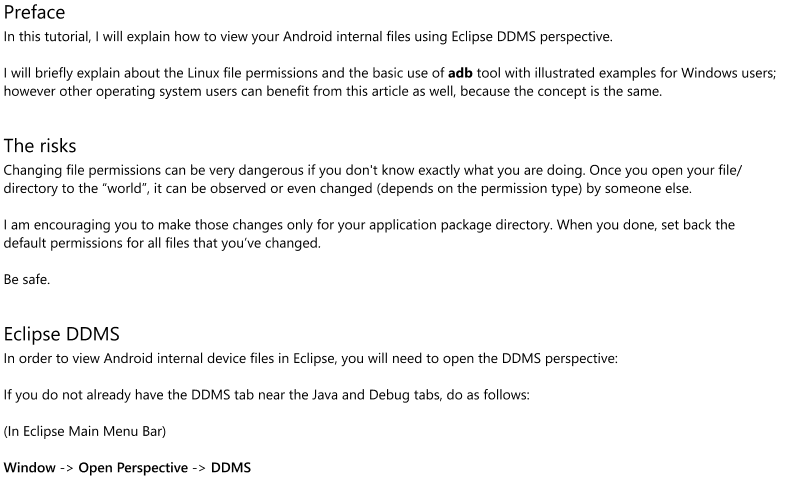 Preface
In this tutorial, I will explain how to view your Android internal files using Eclipse DDMS perspective.
I will briefly explain about the Linux file permissions and the basic use of adb tool with illustrated examples for Windows users;
however other operating system users can benefit from this article as well, because the concept is the same.
The risks
Changing file permissions can be very dangerous if you don't know exactly what you are doing. Once you open your file/
directory to the “world”, it can be observed or even changed (depends on the permission type) by someone else.
I am encouraging you to make those changes only for your application package directory. When you done, set back the
default permissions for all files that you’ve changed.
Be safe.
Eclipse DDMS
In order to view Android internal device files in Eclipse, you will need to open the DDMS perspective:
If you do not already have the DDMS tab near the Java and Debug tabs, do as follows:
(In Eclipse Main Menu Bar)
Window -> Open Perspective -> DDMS